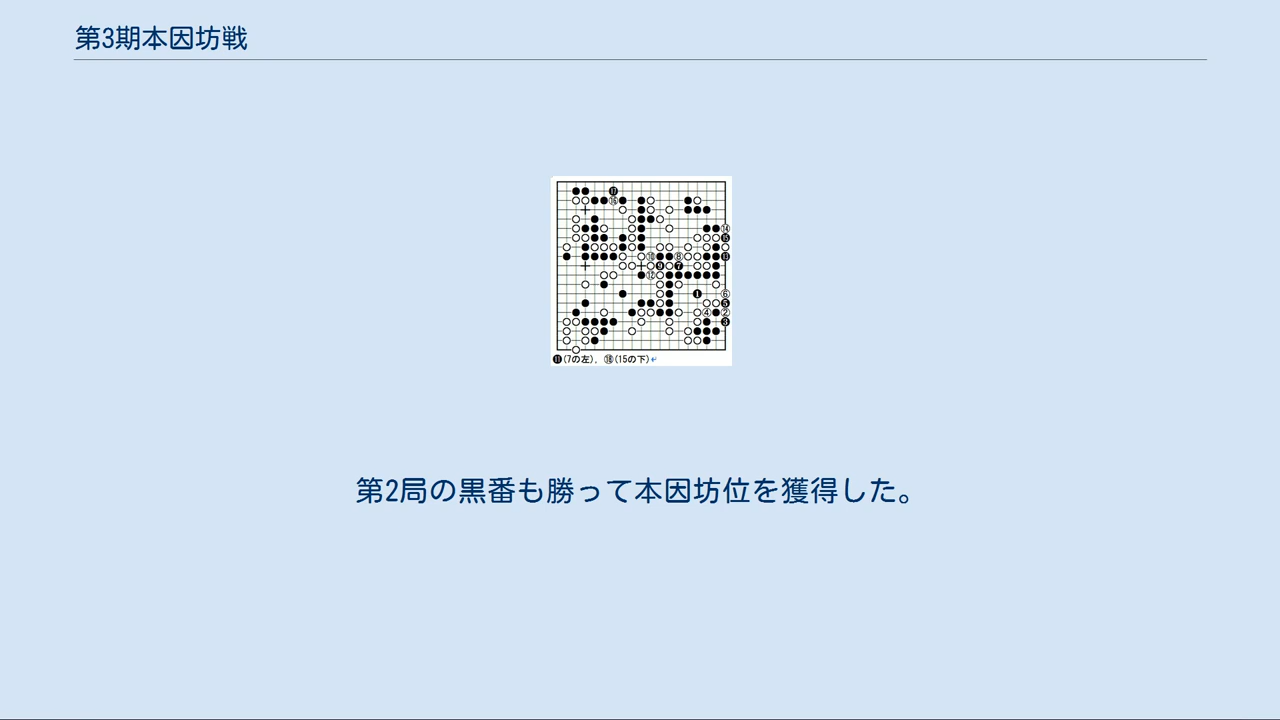 第3期本因坊戦
⓫(7の左)、⑱(15の下)↵
第2局の黒番も勝って本因坊位を獲得した。